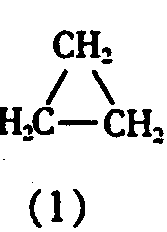 CH₂
H₂C—CH₂
(1)